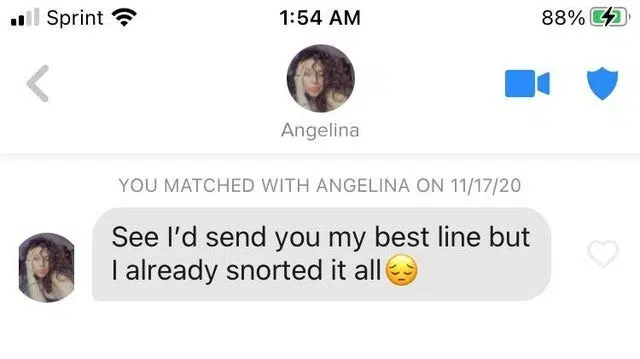 Sprint 1:54 AM 88%
Angelina
YOU MATCHED WITH ANGELINA ON 11/17/20
See I’d send you my best line but
I already snorted it all😔